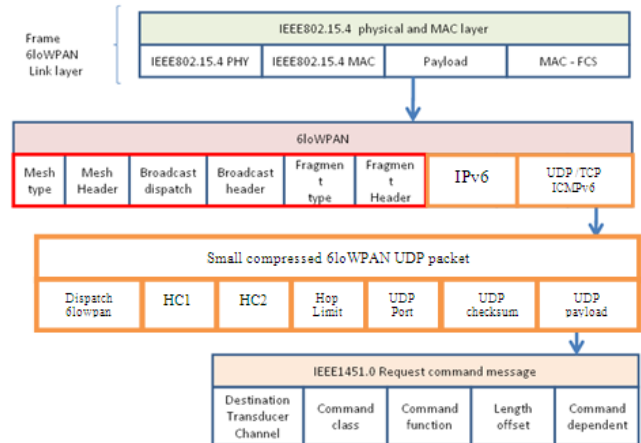 Frame
6loWPAN
Link layer
IEEE802.15.4 physical and MAC layer
IEEE802.15.4 PHY
IEEE802.15.4 MAC
Payload
MAC - FCS
6loWPAN
Mesh
type
Mesh
Header
Broadcast
dispatch
Broadcast
header
Fragmen
t
type
Fragmen
t
Header
IPv6
UDP /TCP
ICMPv6
Small compressed 6loWPAN UDP packet
Dispatch
6lowpan
HC1
HC2
Hop
Limit
UDP
Port
UDP
checksum
UDP
payload
IEEE1451.0 Request command message
Destination
Transducer
Channel
Command
class
Command
function
Length
offset
Command
dependent